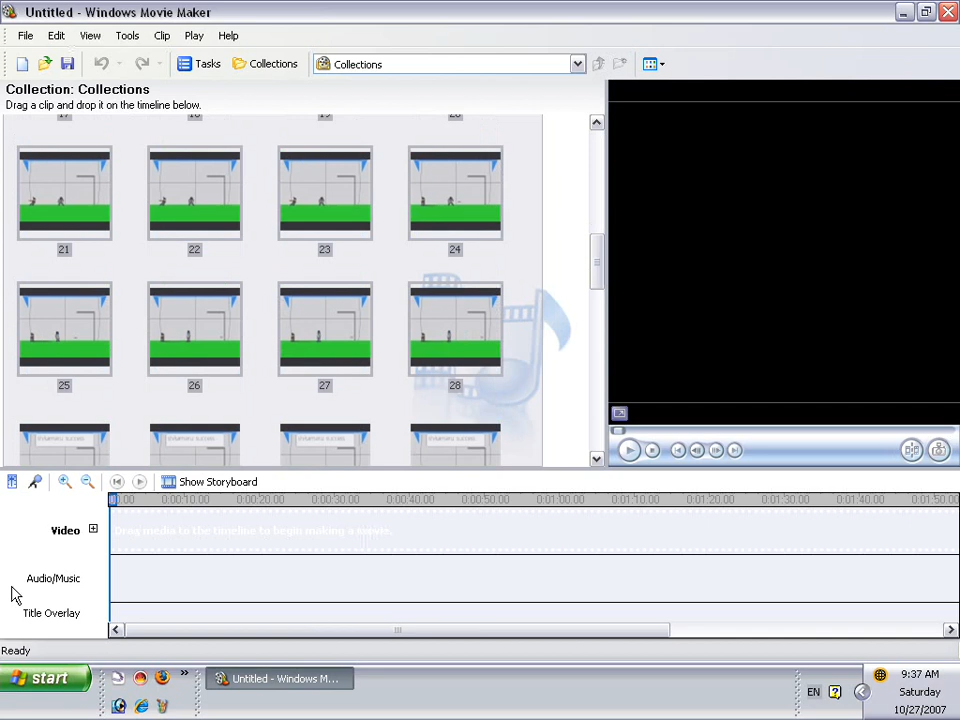 Untitled - Windows Movie Maker
File Edit View Tools Clip Play Help
Tasks Collections Collections
Collection: Collections
Drag a clip and drop it on the timeline below.
17 18 19 20
21 22 23 24
25 26 27 28
Show Storyboard
0:00:10.00 0:00:20.00 0:00:30.00 0:00:40.00 0:00:50.00 0:01:00.00 0:01:10.00 0:01:20.00 0:01:30.00 0:01:40.00 0:01:50.00
Video Drag media to the timeline to begin making a movie.
Audio/Music
Title Overlay
Ready
start » Untitled - Windows M... EN 9:37 AM
Saturday
10/27/2007